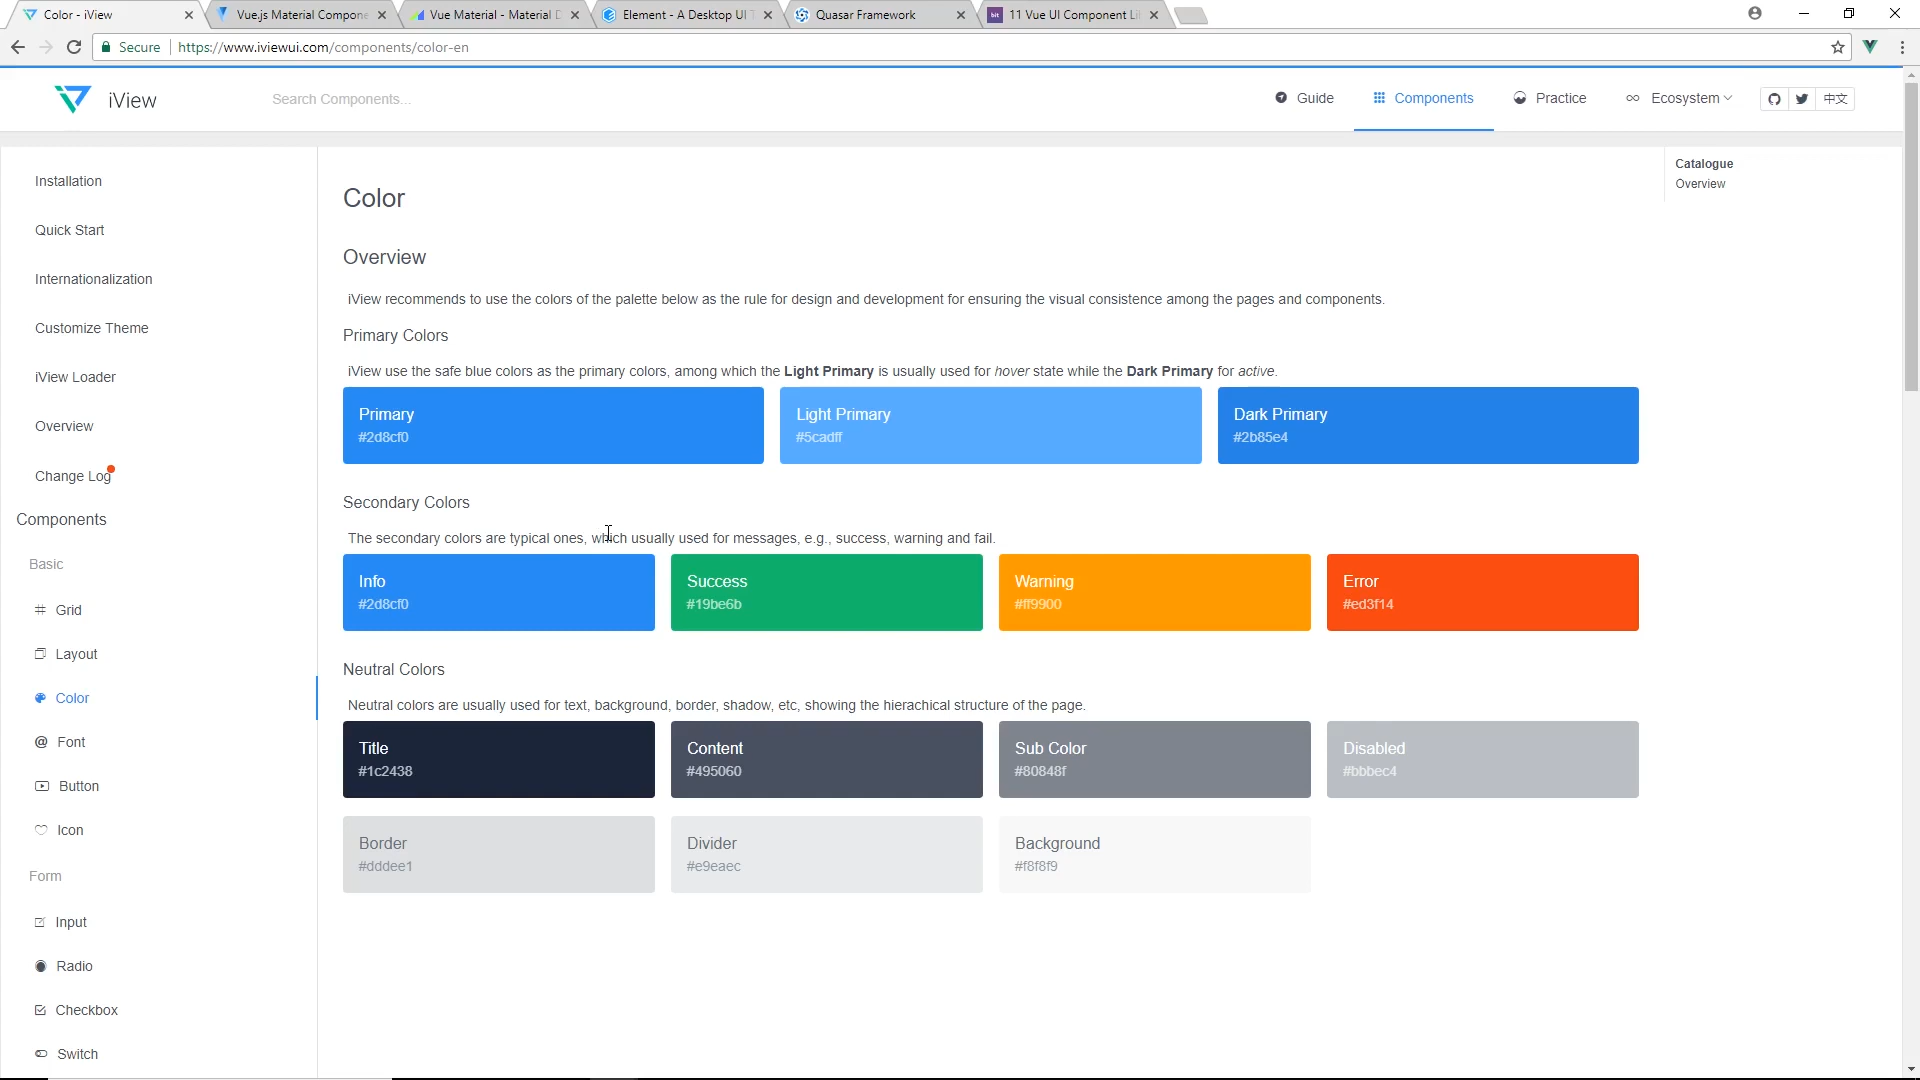 Color - iView
Vue.js Material Compone
Vue Material - Material D
Element - A Desktop UI T
Quasar Framework
bit
11 Vue UI Component Li
Secure
https://www.iviewui.com/components/color-en
iView
Search Components...
Guide
Components
Practice
Ecosystem
中文
Installation
Quick Start
Internationalization
Customize Theme
iView Loader
Overview
Change Log
Components
Basic
Grid
Layout
Color
Font
Button
Icon
Form
Input
Radio
Checkbox
Switch
Color
Overview
iView recommends to use the colors of the palette below as the rule for design and development for ensuring the visual consistence among the pages and components.
Primary Colors
iView use the safe blue colors as the primary colors, among which the Light Primary is usually used for hover state while the Dark Primary for active.
Primary
#2d8cf0
Light Primary
#5cadff
Dark Primary
#2b85e4
Secondary Colors
The secondary colors are typical ones, which usually used for messages, e.g., success, warning and fail.
Info
#2d8cf0
Success
#19be6b
Warning
#ff9900
Error
#ed3f14
Neutral Colors
Neutral colors are usually used for text, background, border, shadow, etc, showing the hierachical structure of the page.
Title
#1c2438
Content
#495060
Sub Color
#80848f
Disabled
#bbbec4
Border
#dddee1
Divider
#e9eaec
Background
#f8f8f9
Catalogue
Overview